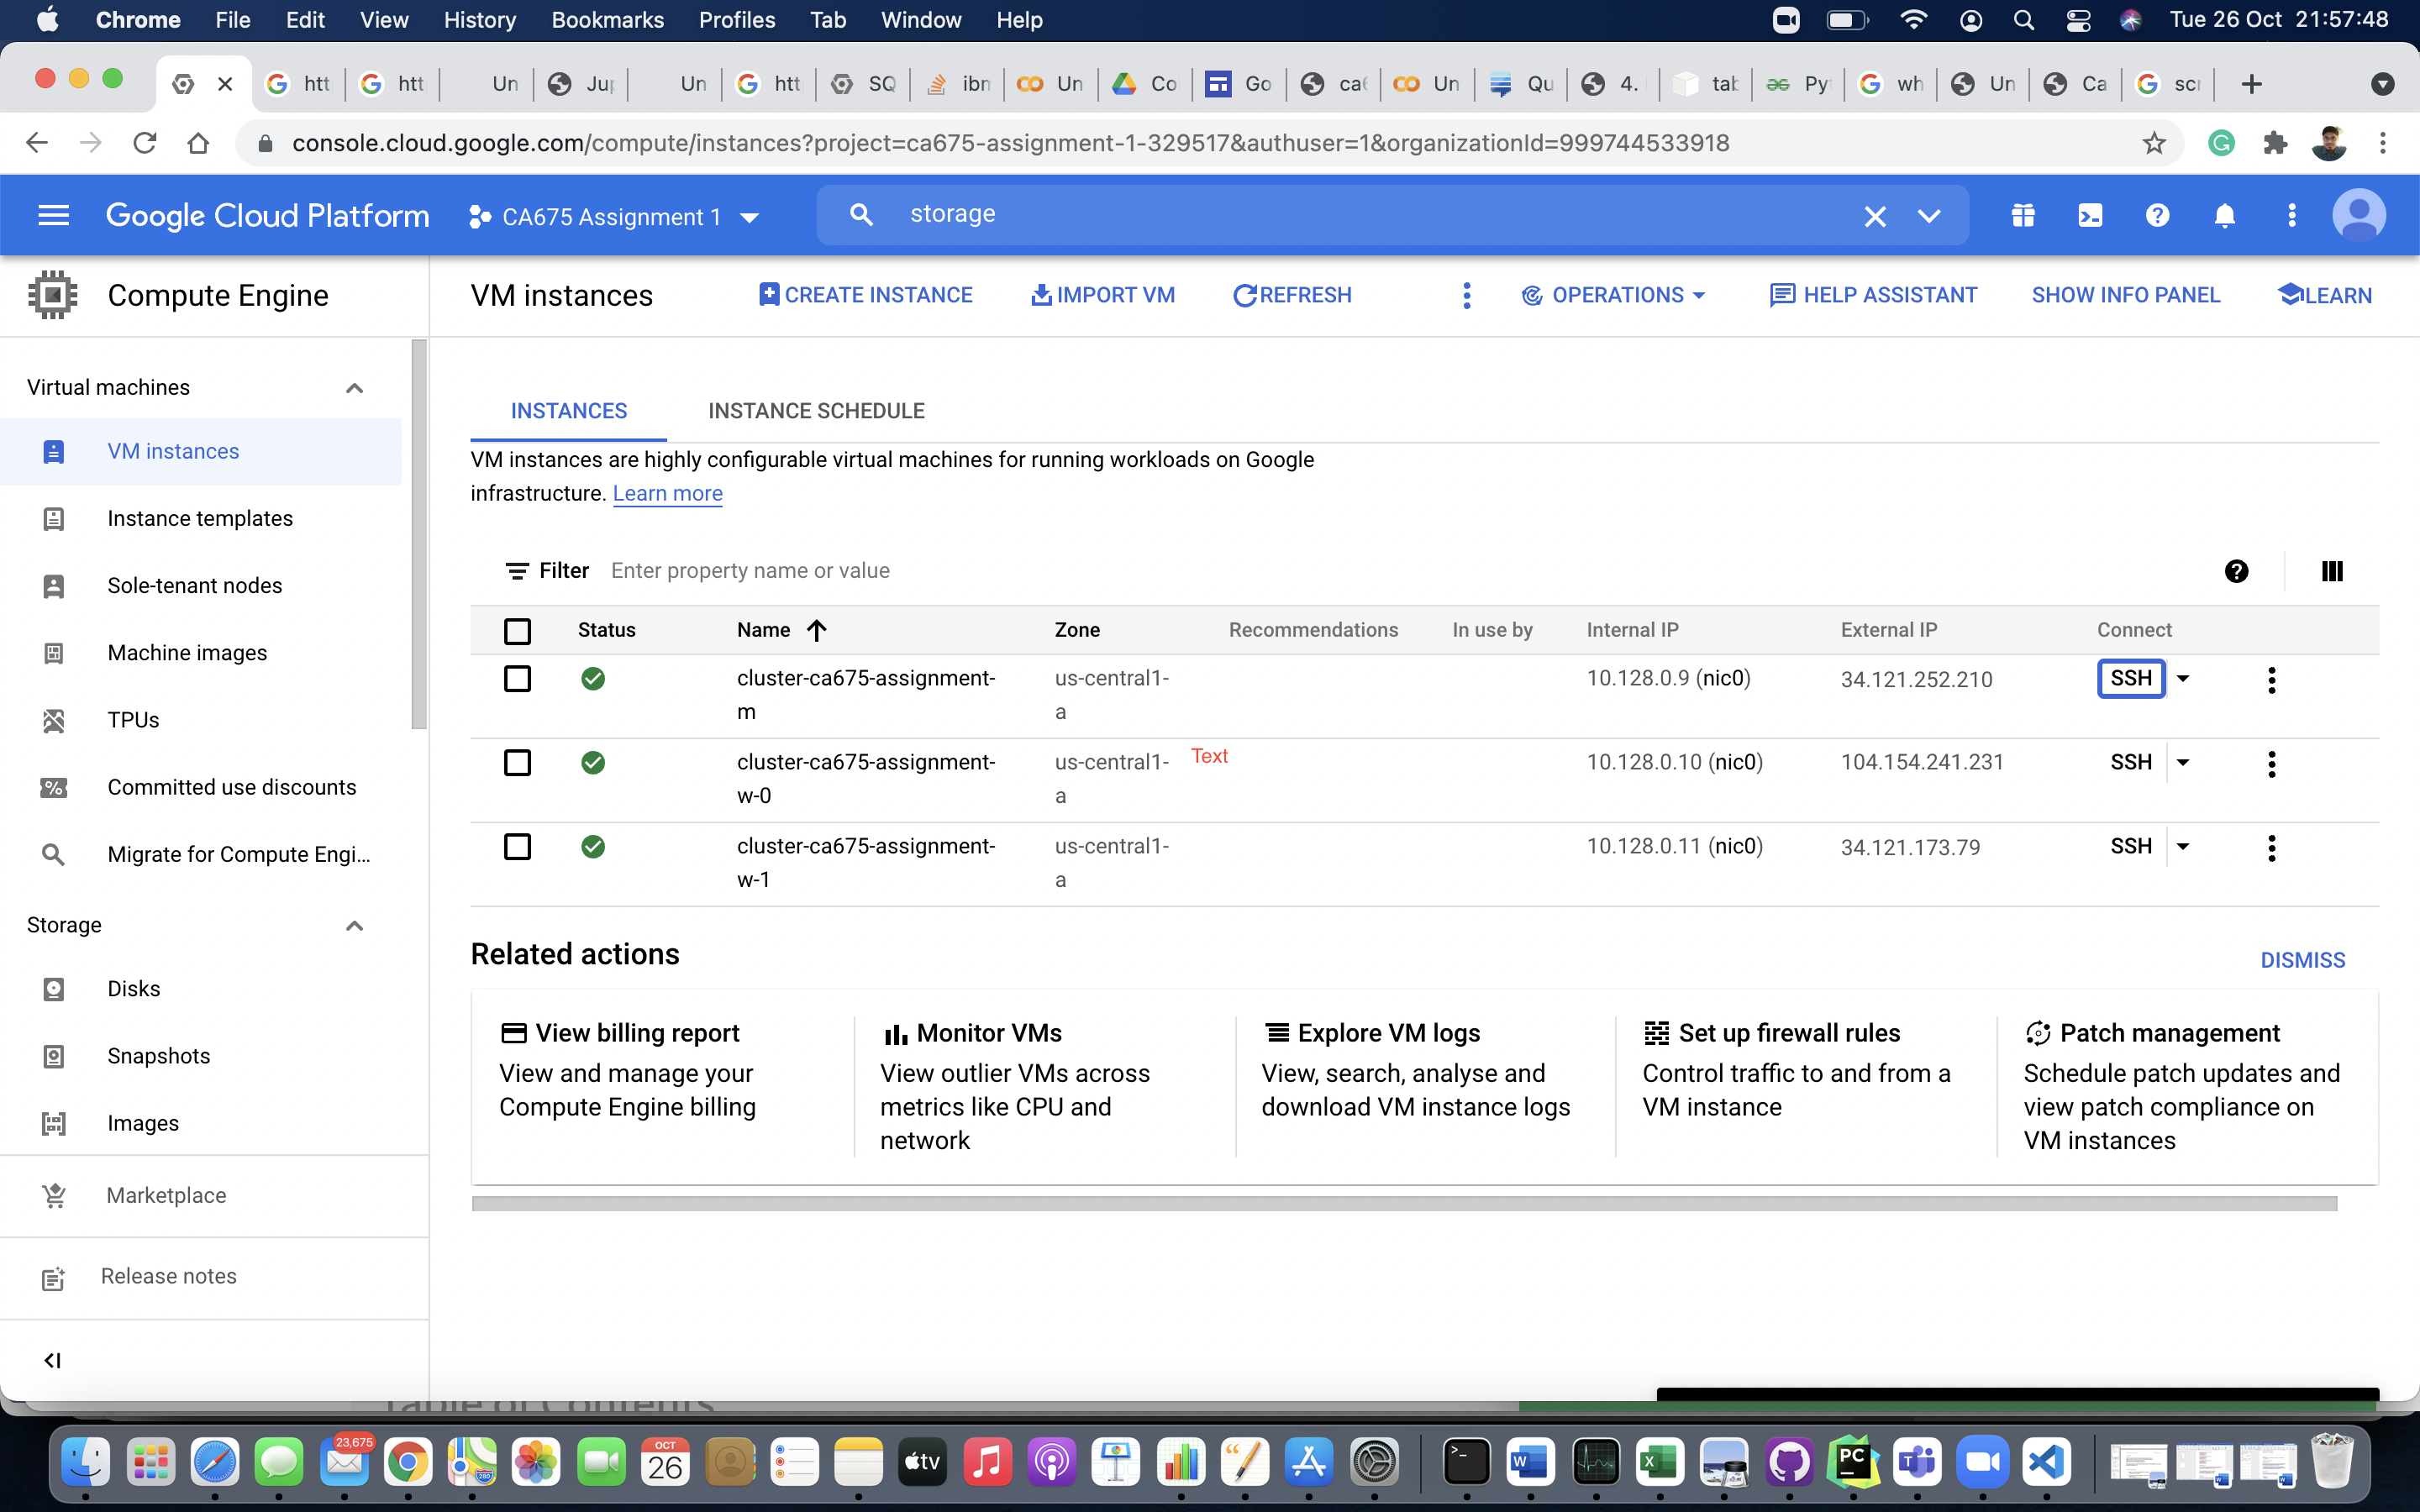 Chrome File Edit View History Bookmarks Profiles Tab Window Help Tue 26 Oct 21:57:48
htt htt Un Jup Un htt SQ ibm Un Co Go ca6 Un Qu 4. tab Pyt wh Un Ca scr
console.cloud.google.com/compute/instances?project=ca675-assignment-1-329517&authuser=1&organizationId=999744533918
Google Cloud Platform CA675 Assignment 1 storage
Compute Engine
VM instances CREATE INSTANCE IMPORT VM REFRESH OPERATIONS HELP ASSISTANT SHOW INFO PANEL LEARN
Virtual machines
VM instances
Instance templates
Sole-tenant nodes
Machine images
TPUs
Committed use discounts
Migrate for Compute Engi...
Storage
Disks
Snapshots
Images
Marketplace
Release notes
INSTANCES INSTANCE SCHEDULE
VM instances are highly configurable virtual machines for running workloads on Google
infrastructure. Learn more
Filter Enter property name or value
Status Name Zone Recommendations In use by Internal IP External IP Connect
cluster-ca675-assignment- us-central1- 10.128.0.9 (nic0) 34.121.252.210 SSH
m a
cluster-ca675-assignment- us-central1- Text 10.128.0.10 (nic0) 104.154.241.231 SSH
w-0 a
cluster-ca675-assignment- us-central1- 10.128.0.11 (nic0) 34.121.173.79 SSH
w-1 a
Related actions DISMISS
View billing report
View and manage your
Compute Engine billing
Monitor VMs
View outlier VMs across
metrics like CPU and
network
Explore VM logs
View, search, analyse and
download VM instance logs
Set up firewall rules
Control traffic to and from a
VM instance
Patch management
Schedule patch updates and
view patch compliance on
VM instances
Table of Contents
23,675
OCT
26
tv
PC